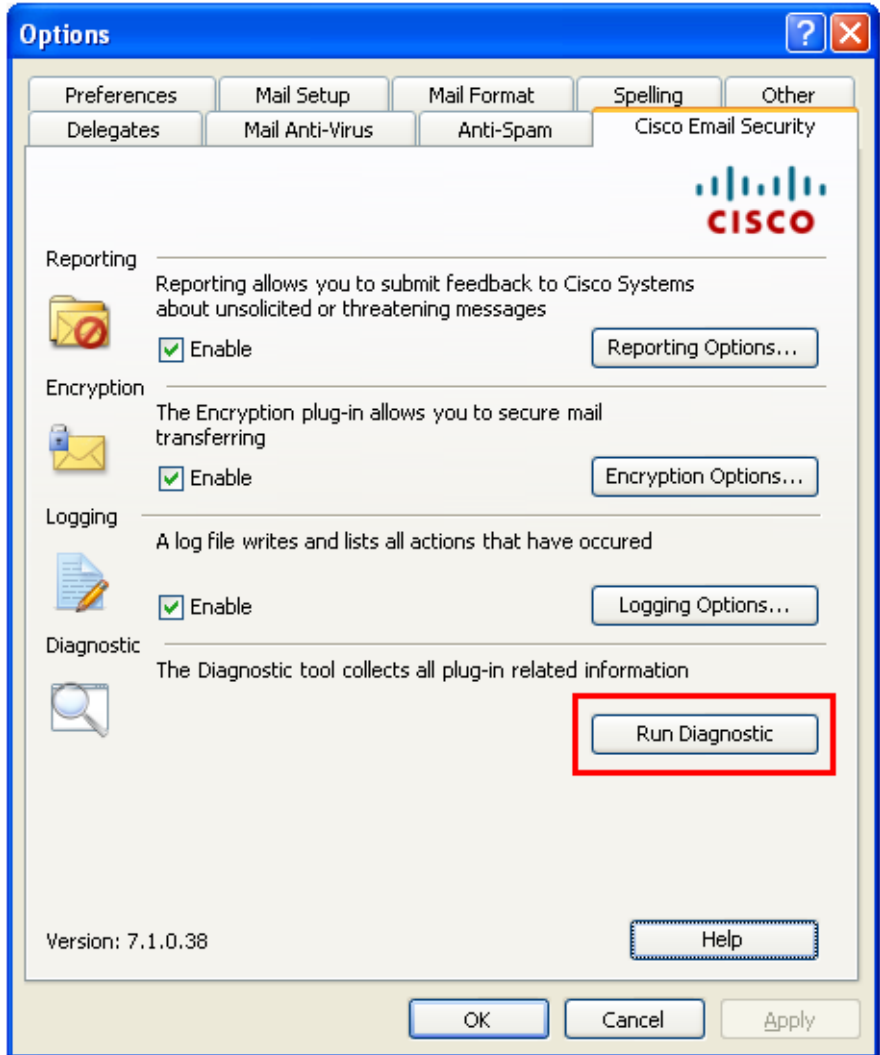 Options
Preferences Mail Setup Mail Format Spelling Other
Delegates Mail Anti-Virus Anti-Spam Cisco Email Security
CISCO
Reporting
Reporting allows you to submit feedback to Cisco Systems
about unsolicited or threatening messages
Enable Reporting Options...
Encryption
The Encryption plug-in allows you to secure mail
transferring
Enable Encryption Options...
Logging
A log file writes and lists all actions that have occured
Enable Logging Options...
Diagnostic
The Diagnostic tool collects all plug-in related information
Run Diagnostic
Version: 7.1.0.38 Help
OK Cancel Apply